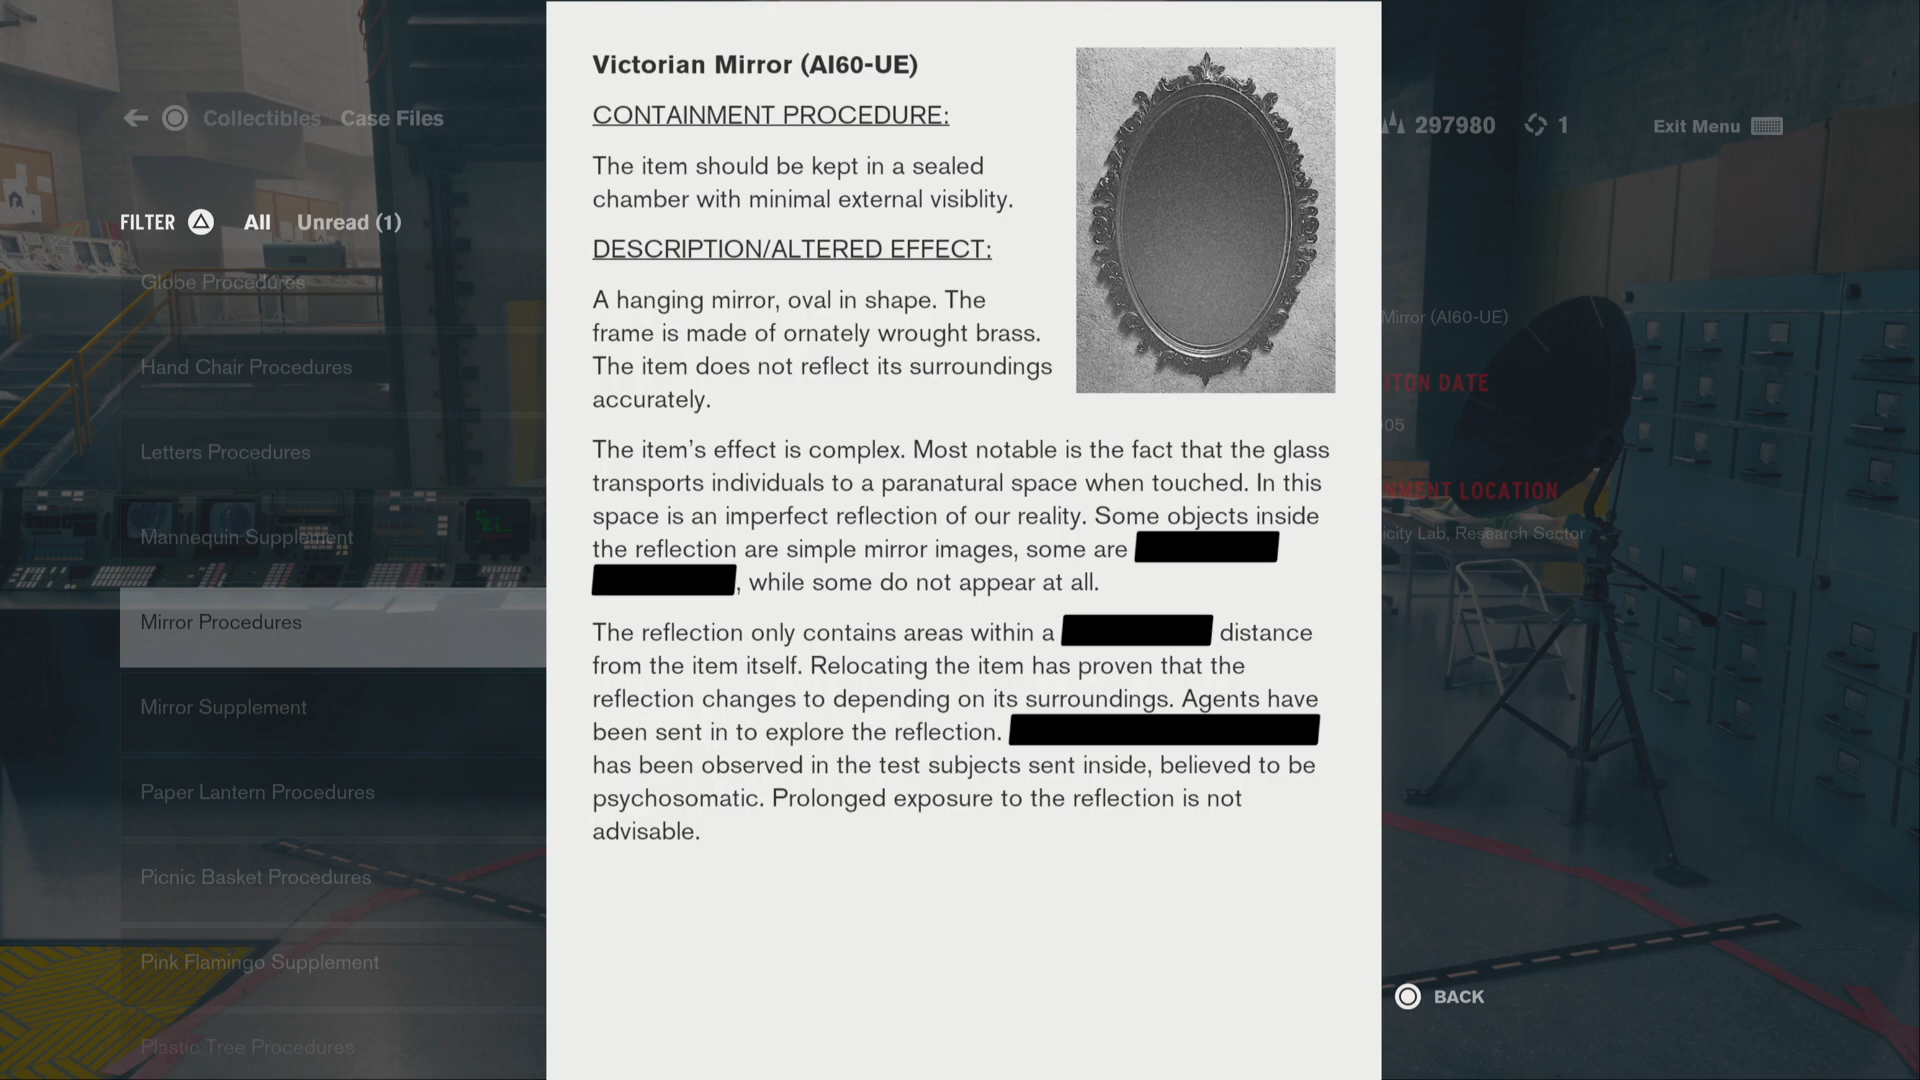 Collectibles Case Files
297980 1
Exit Menu
FILTER All Unread (1)
Globe Procedures
Hand Chair Procedures
Letters Procedures
Mannequin Supplement
Mirror Procedures
Mirror Supplement
Paper Lantern Procedures
Picnic Basket Procedures
Pink Flamingo Supplement
Plastic Tree Procedures
Victorian Mirror (AI60-UE)
CONTAINMENT PROCEDURE:
The item should be kept in a sealed
chamber with minimal external visiblity.
DESCRIPTION/ALTERED EFFECT:
A hanging mirror, oval in shape. The
frame is made of ornately wrought brass.
The item does not reflect its surroundings
accurately.
The item’s effect is complex. Most notable is the fact that the glass
transports individuals to a paranatural space when touched. In this
space is an imperfect reflection of our reality. Some objects inside
the reflection are simple mirror images, some are
, while some do not appear at all.
The reflection only contains areas within a distance
from the item itself. Relocating the item has proven that the
reflection changes to depending on its surroundings. Agents have
been sent in to explore the reflection.
has been observed in the test subjects sent inside, believed to be
psychosomatic. Prolonged exposure to the reflection is not
advisable.
Mirror (AI60-UE)
ITON DATE
05
NMENT LOCATION
icity Lab, Research Sector
BACK